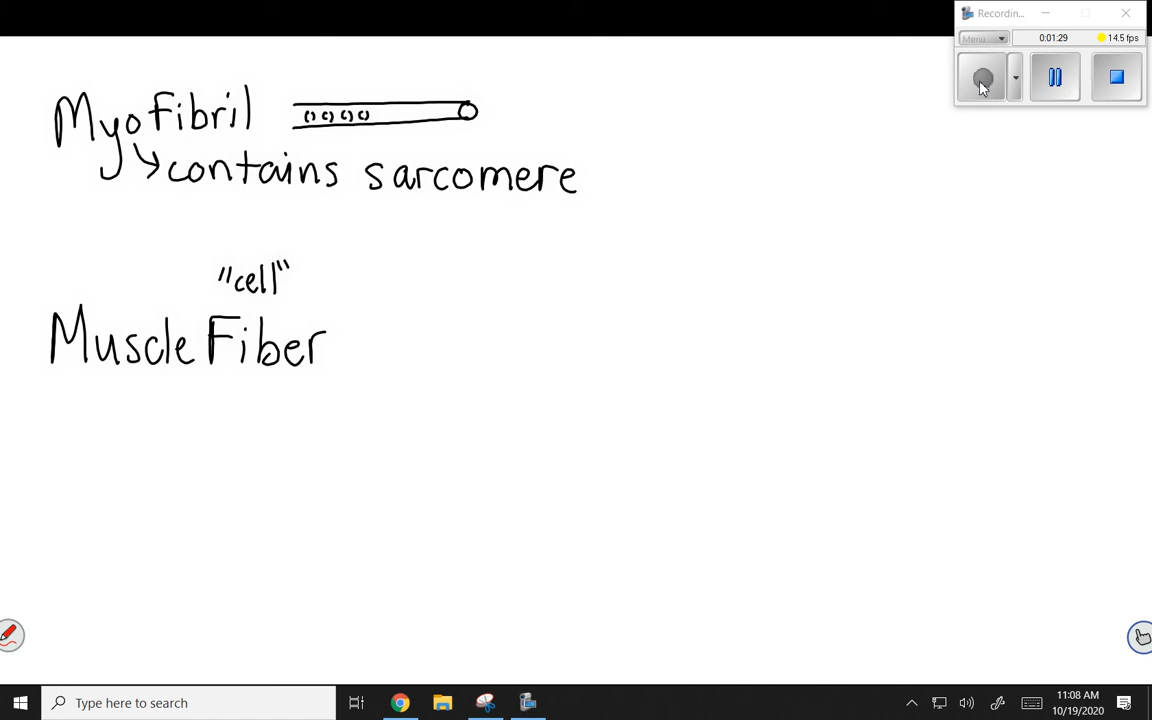 Recordin...
Menu
0:01:29
14.5 fps
Myofibril
contains sarcomere
"cell"
Muscle Fiber
Type here to search
11:08 AM
10/19/2020